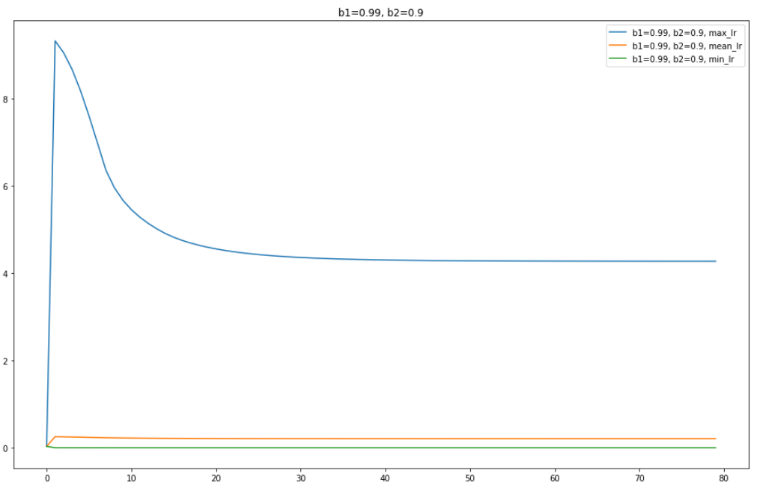 b1=0.99, b2=0.9
b1=0.99, b2=0.9, max_lr
b1=0.99, b2=0.9, mean_lr
b1=0.99, b2=0.9, min_lr
8
6
4
2
0
0 10 20 30 40 50 60 70 80